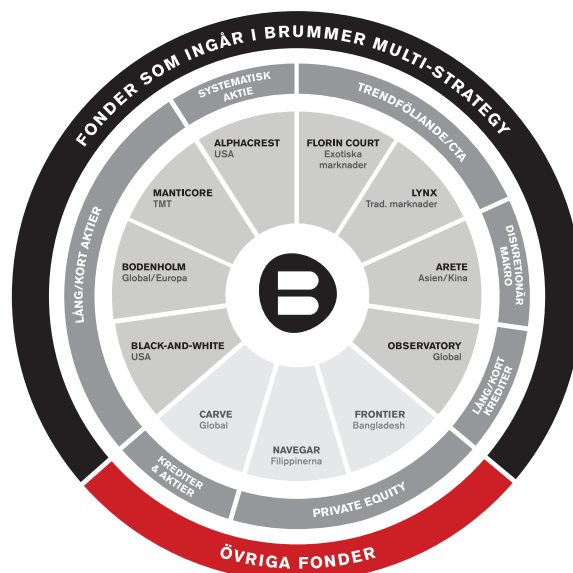 FONDER SOM INGÅR I BRUMMER MULTI-STRATEGY
SYSTEMATISK
AKTIE
TRENDFÖLJANDE/CTA
DISKRETIONÄR
MAKRO
LÅNG/KORT
KREDITER
PRIVATE EQUITY
KREDITER
& AKTIER
LÅNG/KORT AKTIER
ALPHACREST
USA
FLORIN COURT
Exotiska
marknader
LYNX
Trad. marknader
ARETE
Asien/Kina
OBSERVATORY
Global
FRONTIER
Bangladesh
NAVEGAR
Filippinerna
CARVE
Global
BLACK-AND-WHITE
USA
BODENHOLM
Global/Europa
MANTICORE
TMT
B
ÖVRIGA FONDER